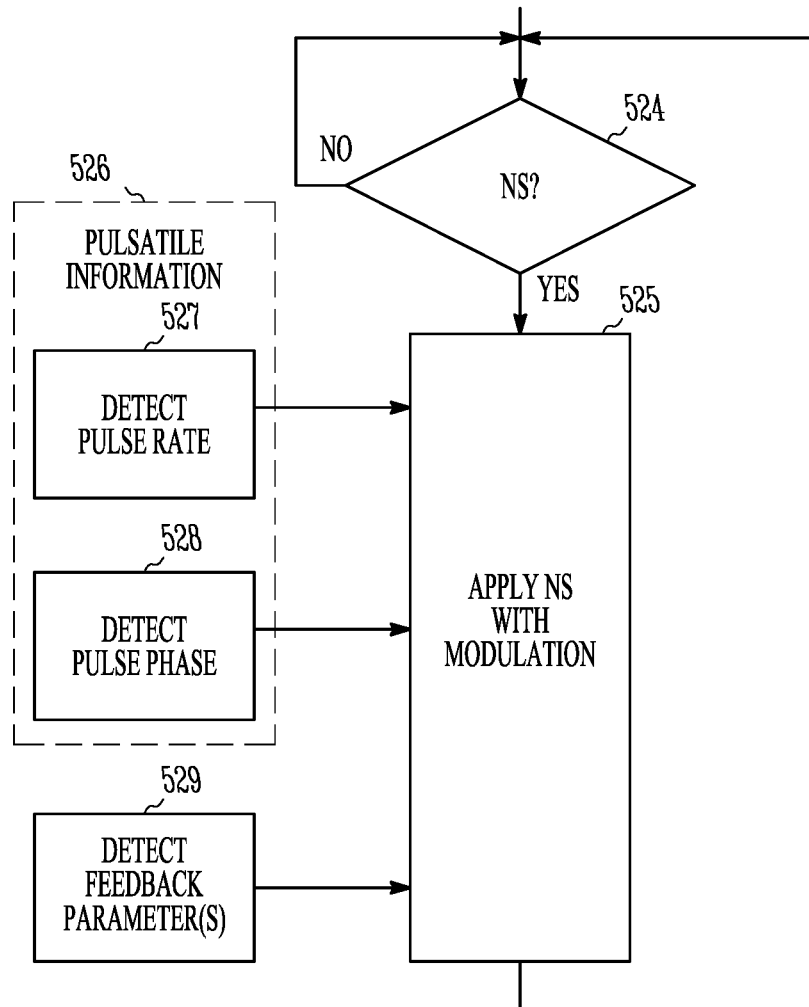 524
NO
NS?
YES
526
PULSATILE
INFORMATION
527
DETECT
PULSE RATE
528
DETECT
PULSE PHASE
529
DETECT
FEEDBACK
PARAMETER(S)
525
APPLY NS
WITH
MODULATION